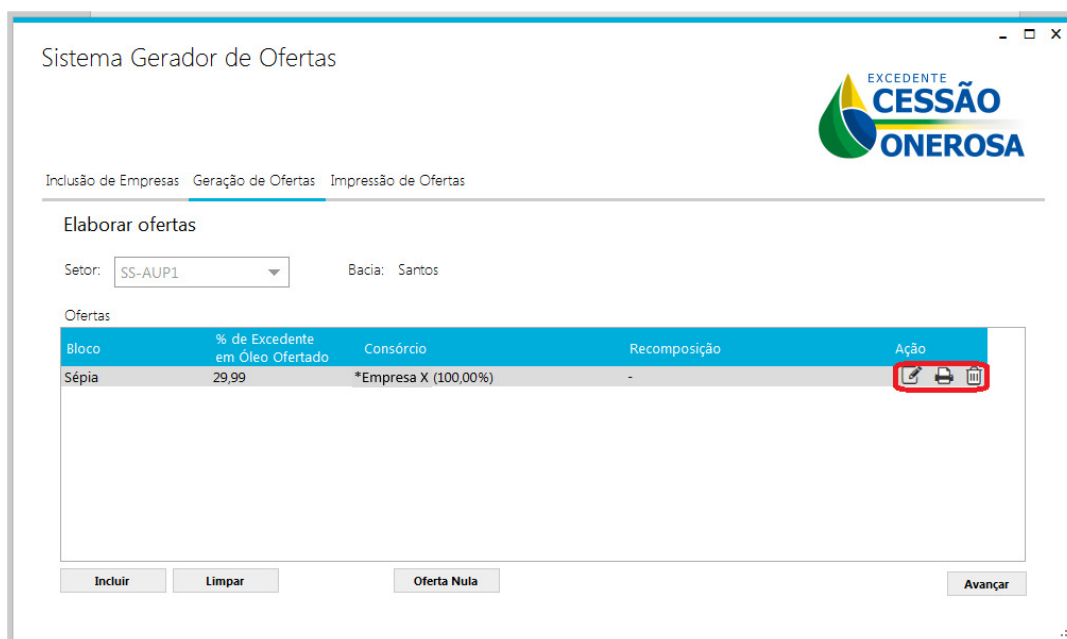 Sistema Gerador de Ofertas
EXCEDENTE
CESSÃO
ONEROSA
Inclusão de Empresas Geração de Ofertas Impressão de Ofertas
Elaborar ofertas
Setor: SS-AUP1 Bacia: Santos
Ofertas
Bloco % de Excedente em Óleo Ofertado Consórcio Recomposição Ação
Sépia 29,99 *Empresa X (100,00%) -
Incluir Limpar Oferta Nula Avançar